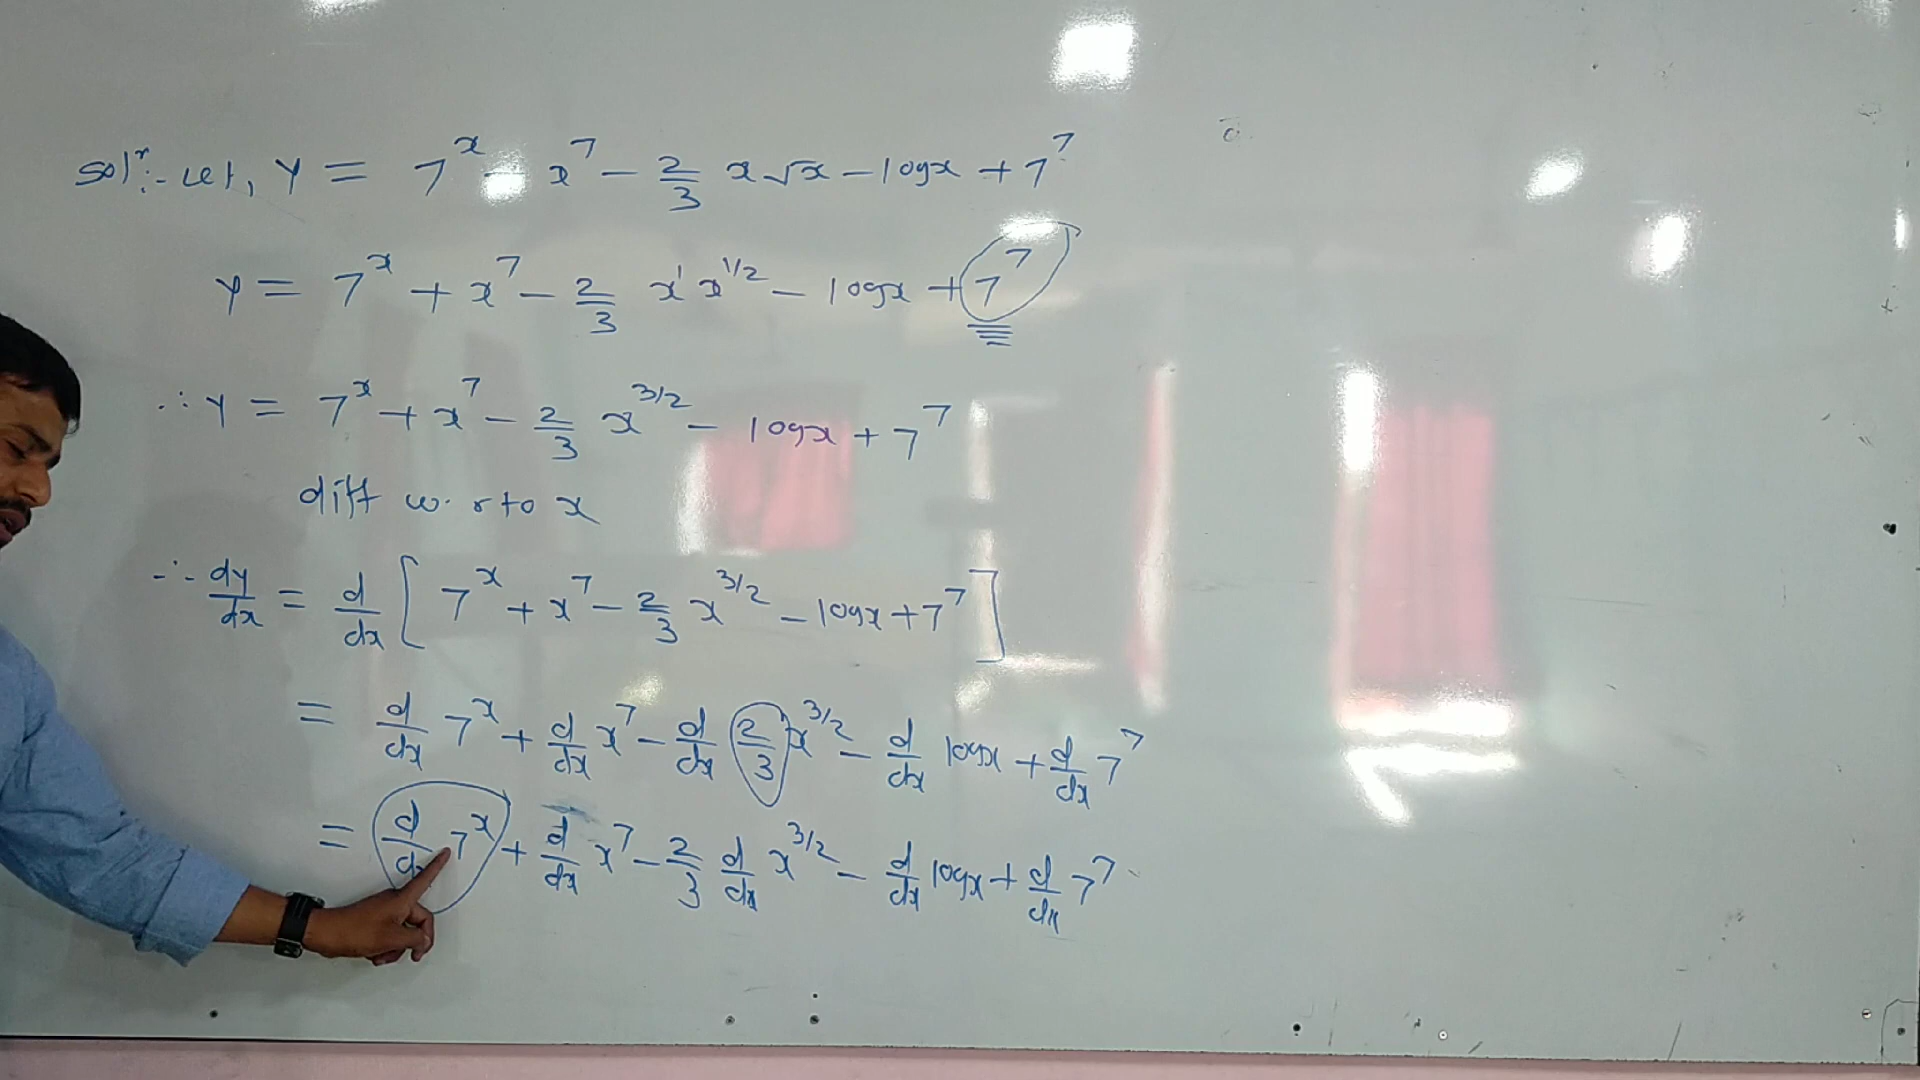 solⁿ:- Let, y = 7^x - x^7 - 2/3 x√x - logx + 7^7
y = 7^x + x^7 - 2/3 x^1 x^1/2 - logx + 7^7
∴ y = 7^x + x^7 - 2/3 x^3/2 - logx + 7^7
diff w.r to x
∴ dy/dx = d/dx [ 7^x + x^7 - 2/3 x^3/2 - logx + 7^7 ]
= d/dx 7^x + d/dx x^7 - d/dx 2/3 x^3/2 - d/dx logx + d/dx 7^7
= d/dx 7^x + d/dx x^7 - 2/3 d/dx x^3/2 - d/dx logx + d/dx 7^7